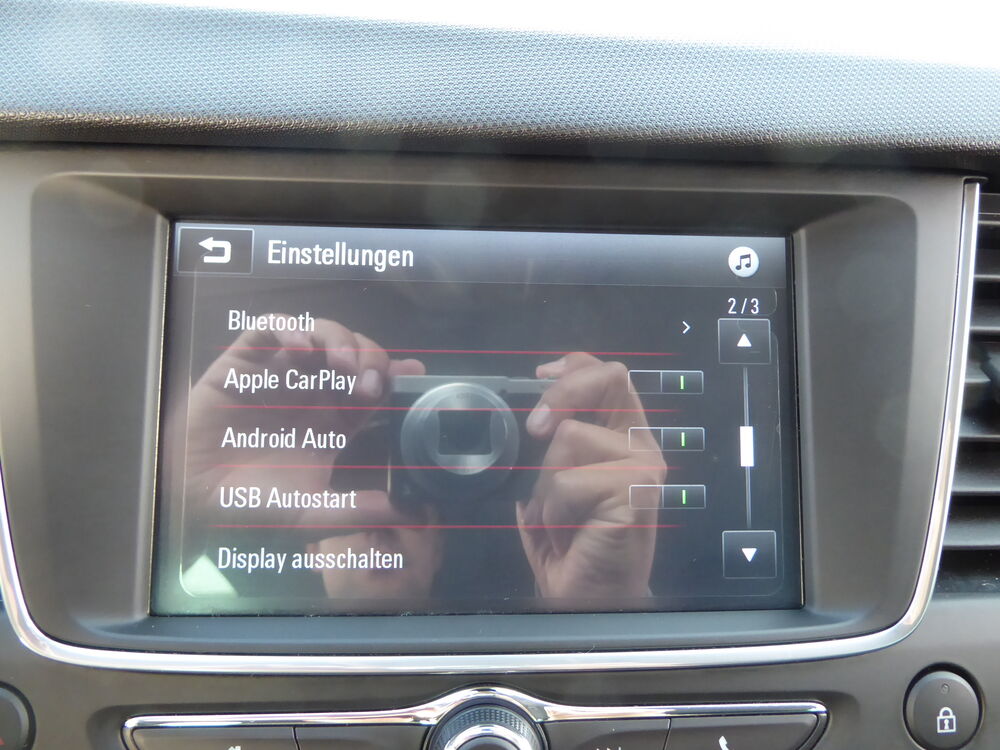 Einstellungen
2/3
Bluetooth
Apple CarPlay
Android Auto
USB Autostart
Display ausschalten